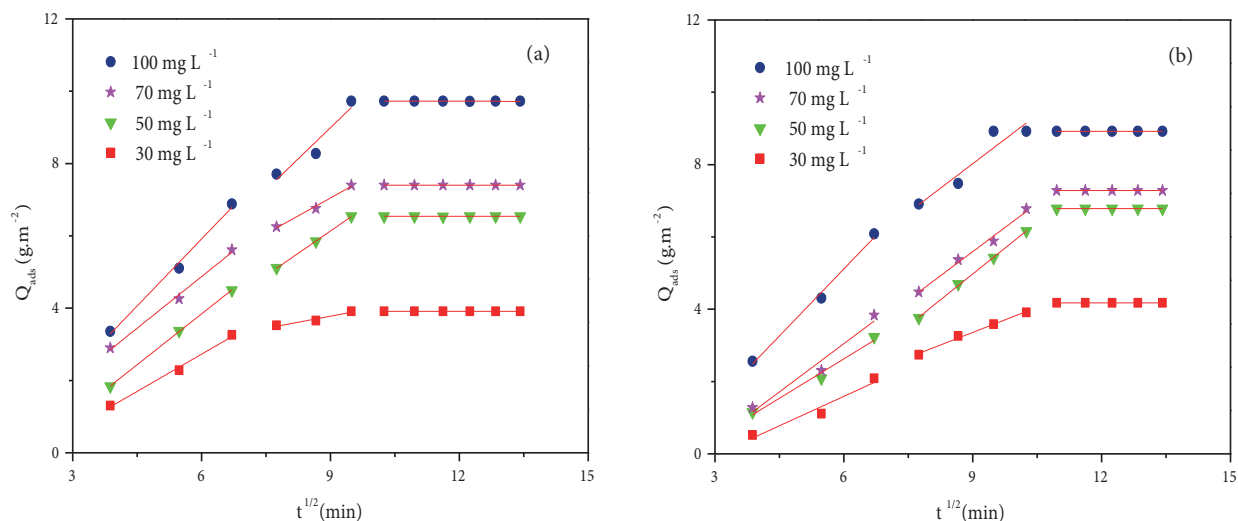 12
8
4
0
Q ads (g.m -2)
(a)
100 mg L -1
70 mg L -1
50 mg L -1
30 mg L -1
3 6 9 12 15
t 1/2 (min)
12
8
4
0
Q ads (g.m -2)
(b)
100 mg L -1
70 mg L -1
50 mg L -1
30 mg L -1
3 6 9 12 15
t 1/2 (min)